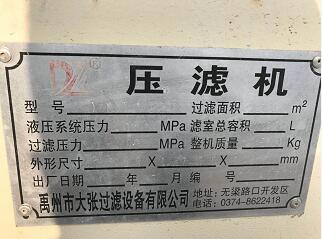 DZ®
压滤机
型号 过滤面积 m²
液压系统压力 MPa 滤室总容积 L
过滤压力 MPa 整机质量 Kg
外形尺寸 X X mm
出厂日期 年 月 编号
禹州市大张过滤设备有限公司
地址: 无梁路口开发区
电话: 0374-8622418